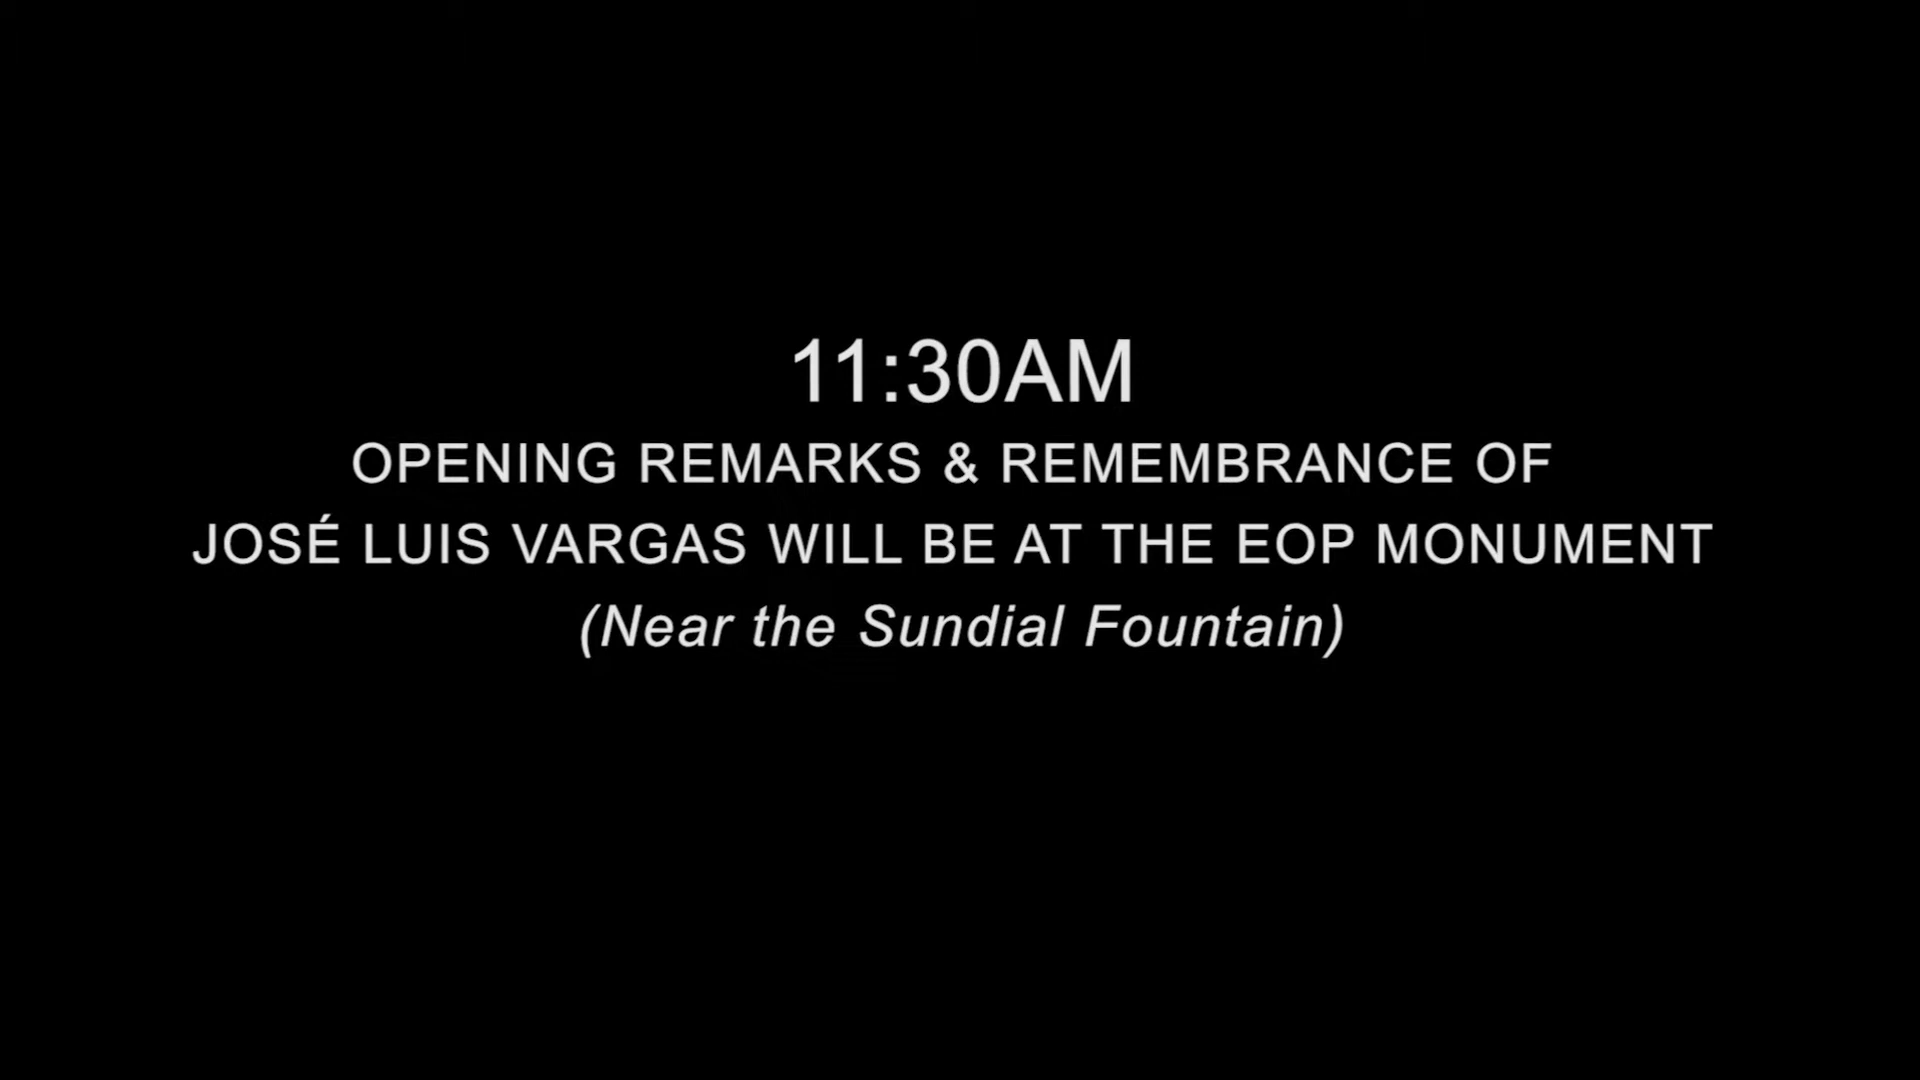 11:30AM
OPENING REMARKS & REMEMBRANCE OF
JOSÉ LUIS VARGAS WILL BE AT THE EOP MONUMENT
(Near the Sundial Fountain)